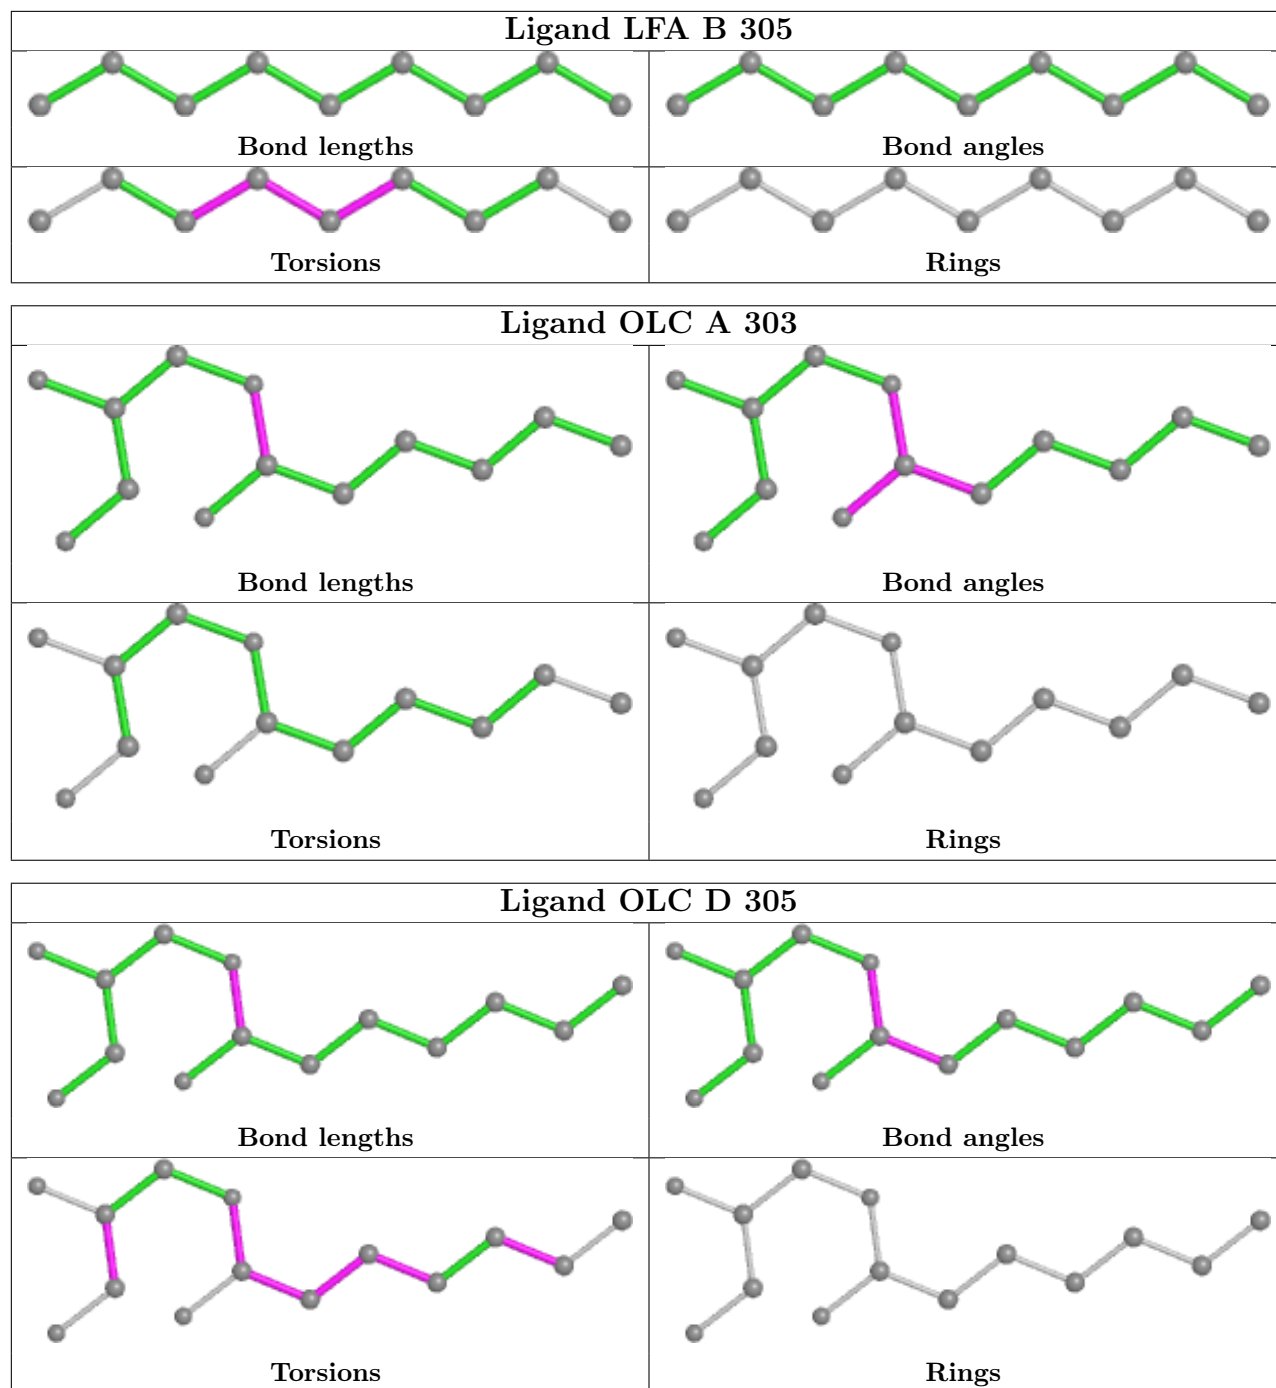 Ligand LFA B 305
Bond lengths
Bond angles
Torsions
Rings
Ligand OLC A 303
Bond lengths
Bond angles
Torsions
Rings
Ligand OLC D 305
Bond lengths
Bond angles
Torsions
Rings